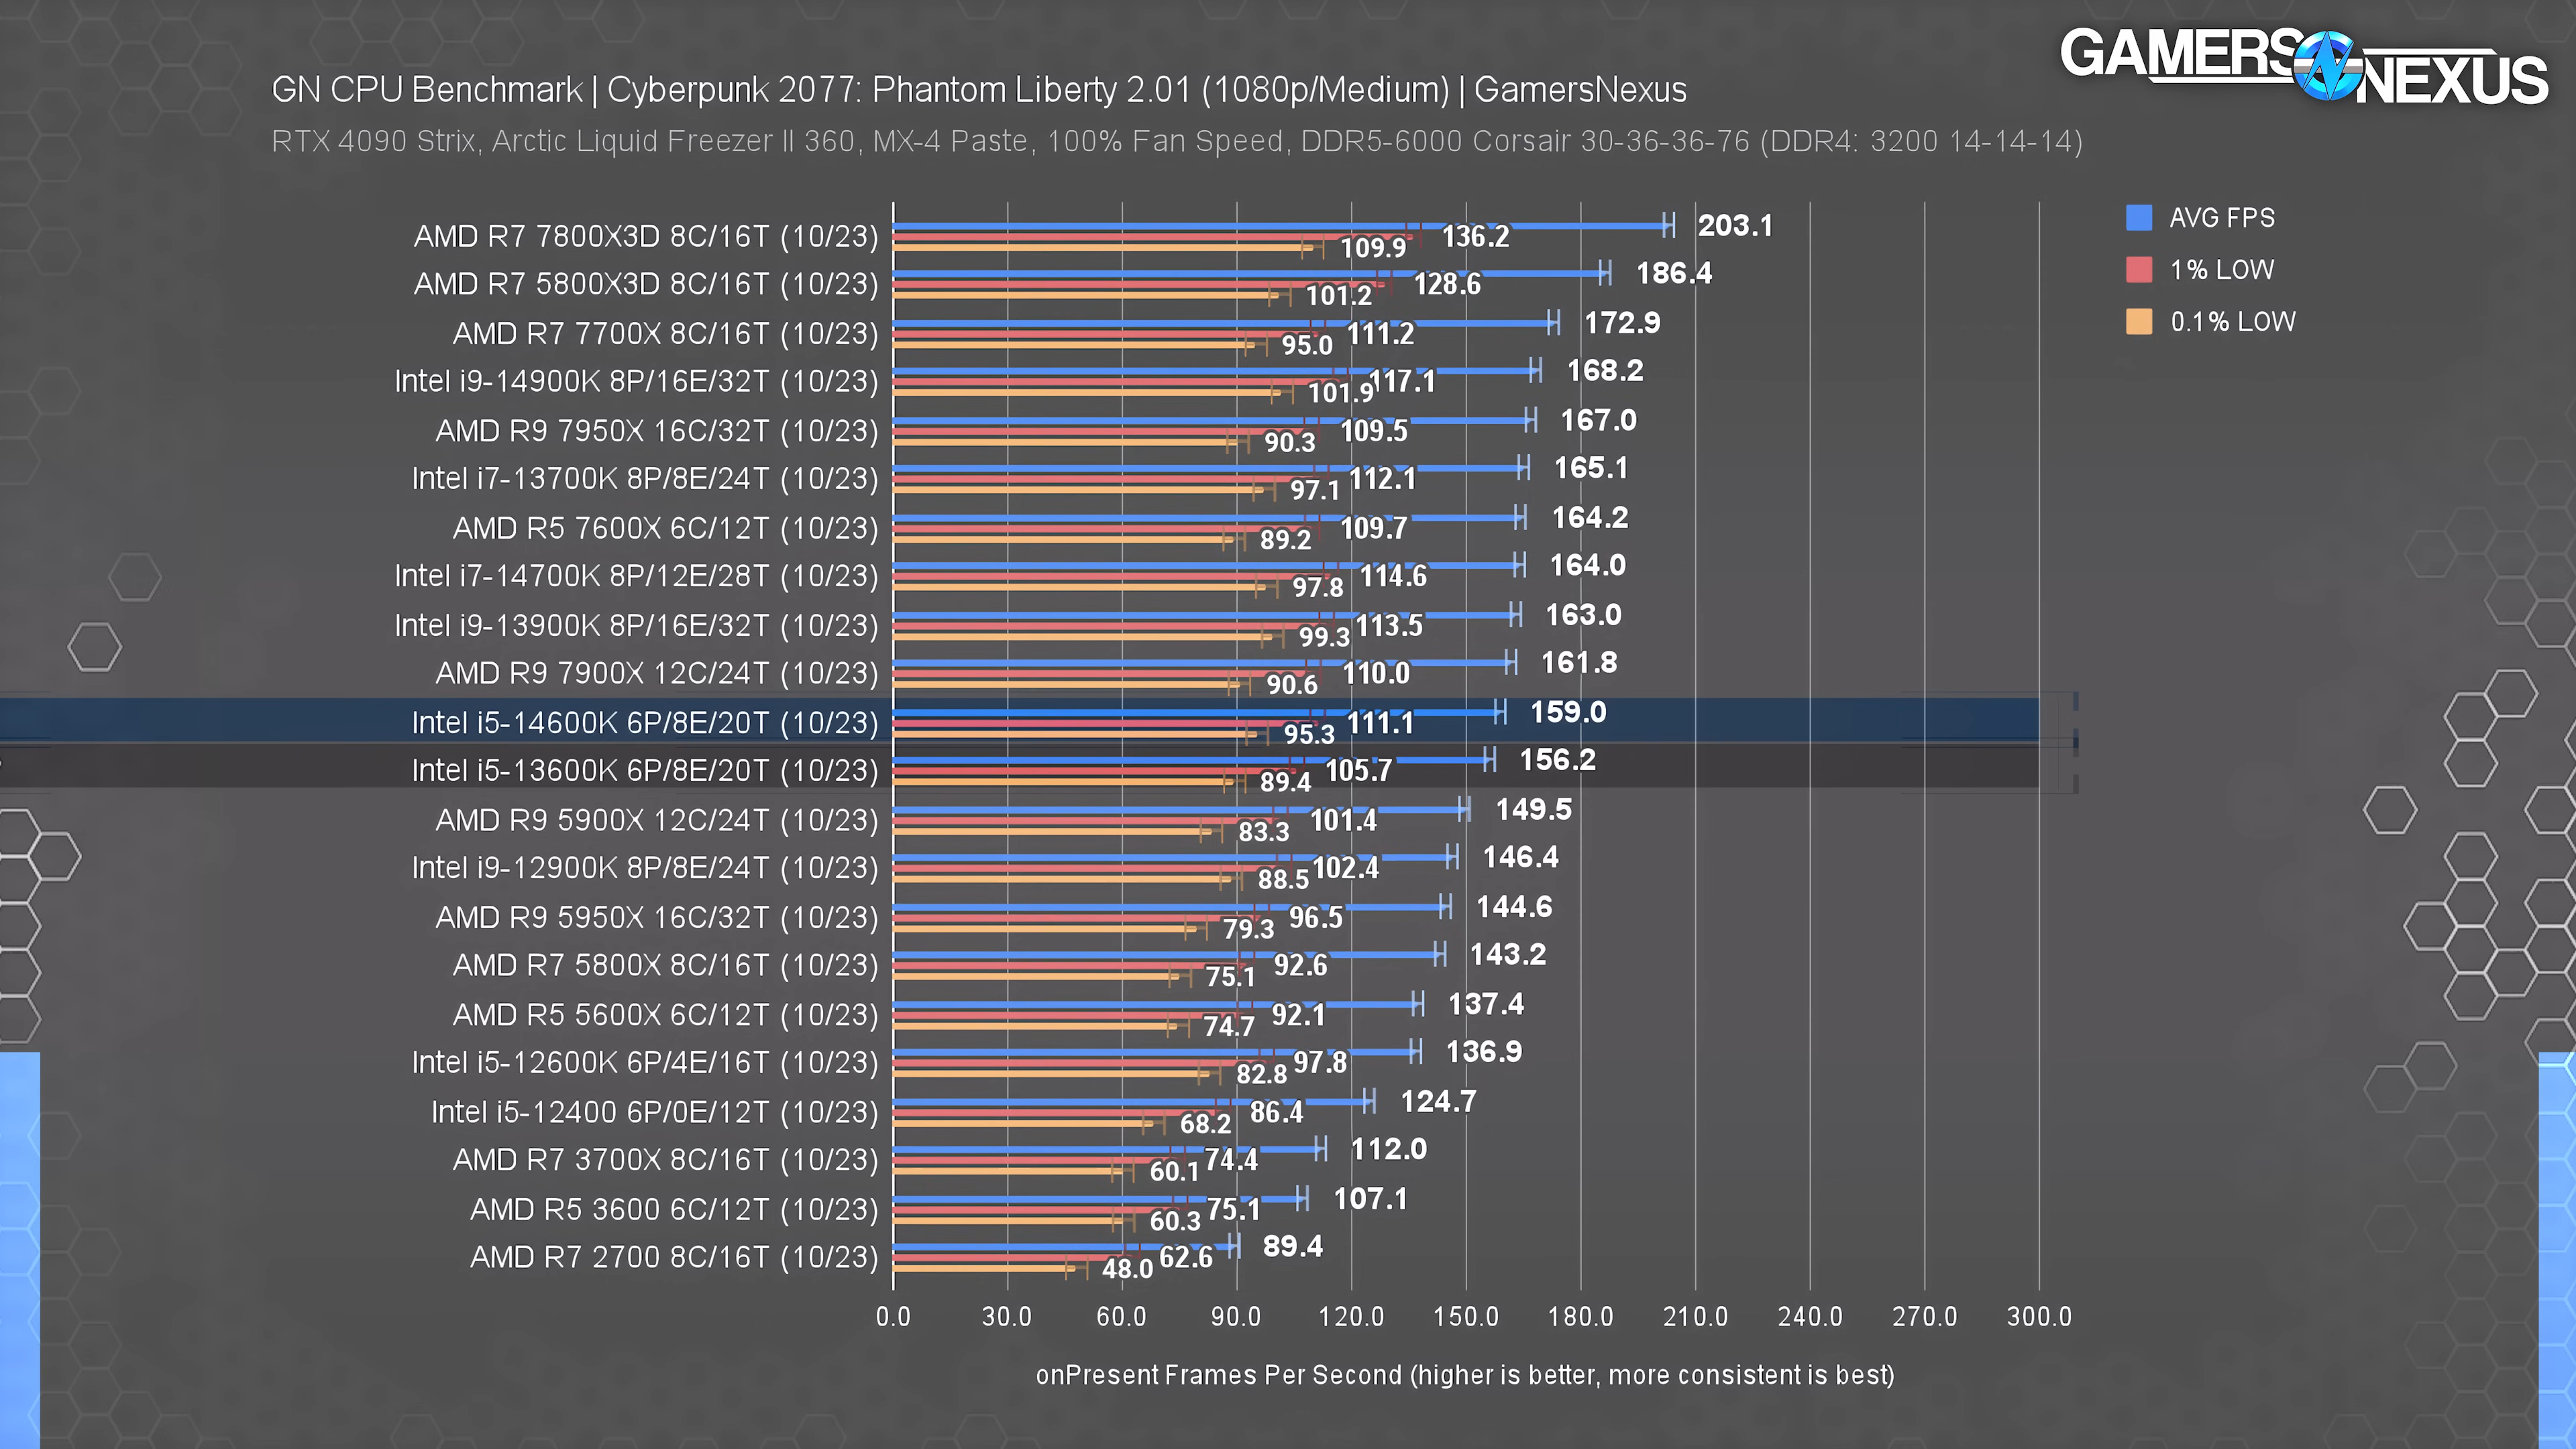 GAMERS NEXUS
GN CPU Benchmark | Cyberpunk 2077: Phantom Liberty 2.01 (1080p/Medium) | GamersNexus
RTX 4090 Strix, Arctic Liquid Freezer II 360, MX-4 Paste, 100% Fan Speed, DDR5-6000 Corsair 30-36-36-76 (DDR4: 3200 14-14-14)
AVG FPS
1% LOW
0.1% LOW
AMD R7 7800X3D 8C/16T (10/23) 203.1 136.2 109.9
AMD R7 5800X3D 8C/16T (10/23) 186.4 128.6 101.2
AMD R7 7700X 8C/16T (10/23) 172.9 111.2 95.0
Intel i9-14900K 8P/16E/32T (10/23) 168.2 117.1 101.9
AMD R9 7950X 16C/32T (10/23) 167.0 109.5 90.3
Intel i7-13700K 8P/8E/24T (10/23) 165.1 112.1 97.1
AMD R5 7600X 6C/12T (10/23) 164.2 109.7 89.2
Intel i7-14700K 8P/12E/28T (10/23) 164.0 114.6 97.8
Intel i9-13900K 8P/16E/32T (10/23) 163.0 113.5 99.3
AMD R9 7900X 12C/24T (10/23) 161.8 110.0 90.6
Intel i5-14600K 6P/8E/20T (10/23) 159.0 111.1 95.3
Intel i5-13600K 6P/8E/20T (10/23) 156.2 105.7 89.4
AMD R9 5900X 12C/24T (10/23) 149.5 101.4 83.3
Intel i9-12900K 8P/8E/24T (10/23) 146.4 102.4 88.5
AMD R9 5950X 16C/32T (10/23) 144.6 96.5 79.3
AMD R7 5800X 8C/16T (10/23) 143.2 92.6 75.1
AMD R5 5600X 6C/12T (10/23) 137.4 92.1 74.7
Intel i5-12600K 6P/4E/16T (10/23) 136.9 97.8 82.8
Intel i5-12400 6P/0E/12T (10/23) 124.7 86.4 68.2
AMD R7 3700X 8C/16T (10/23) 112.0 74.4 60.1
AMD R5 3600 6C/12T (10/23) 107.1 75.1 60.3
AMD R7 2700 8C/16T (10/23) 89.4 62.6 48.0
0.0 30.0 60.0 90.0 120.0 150.0 180.0 210.0 240.0 270.0 300.0
onPresent Frames Per Second (higher is better, more consistent is best)